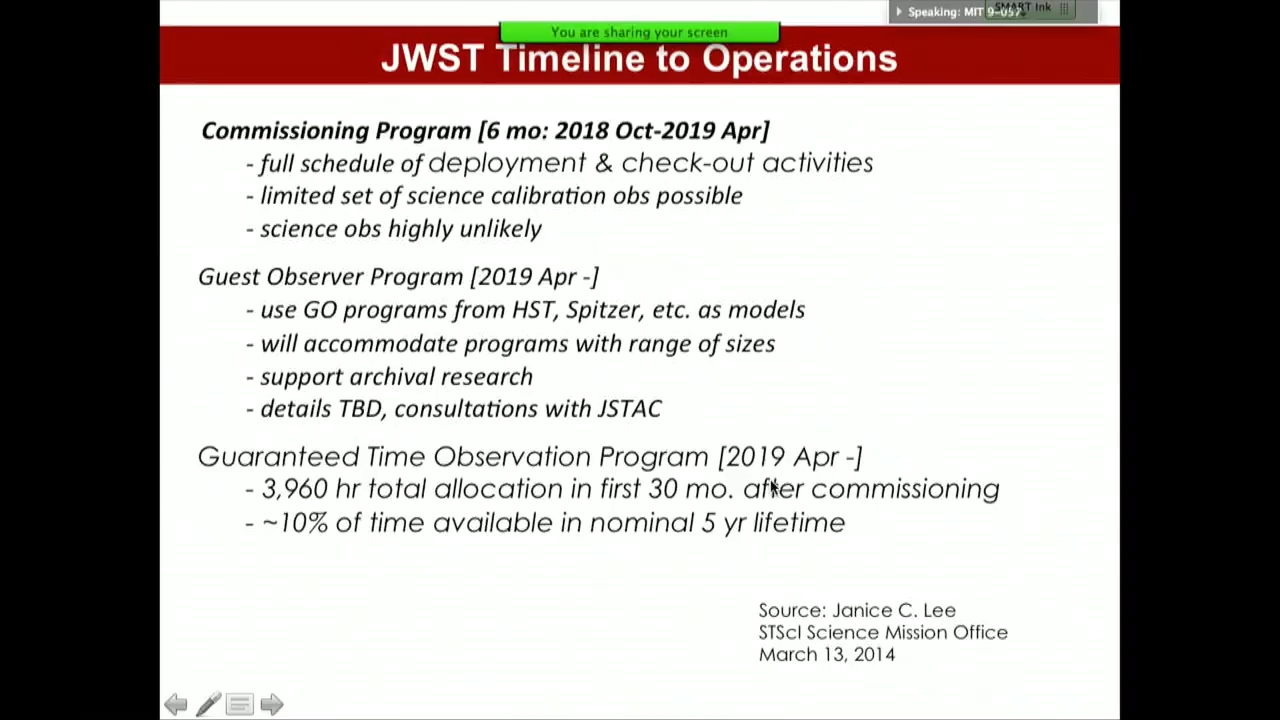 Speaking: MIT 9-057
SMART Ink
You are sharing your screen
JWST Timeline to Operations
Commissioning Program [6 mo: 2018 Oct-2019 Apr]
- full schedule of deployment & check-out activities
- limited set of science calibration obs possible
- science obs highly unlikely
Guest Observer Program [2019 Apr -]
- use GO programs from HST, Spitzer, etc. as models
- will accommodate programs with range of sizes
- support archival research
- details TBD, consultations with JSTAC
Guaranteed Time Observation Program [2019 Apr -]
- 3,960 hr total allocation in first 30 mo. after commissioning
- ~10% of time available in nominal 5 yr lifetime
Source: Janice C. Lee
STScI Science Mission Office
March 13, 2014